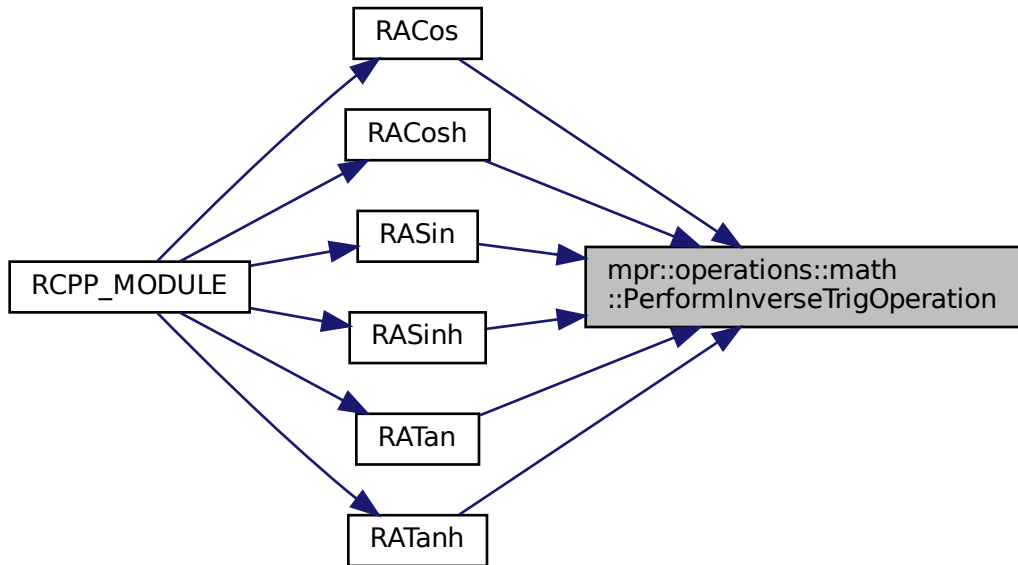 RACos
RACosh
RASin
RCPP_MODULE
RASinh
RATan
RATanh
mpr::operations::math
::PerformInverseTrigOperation